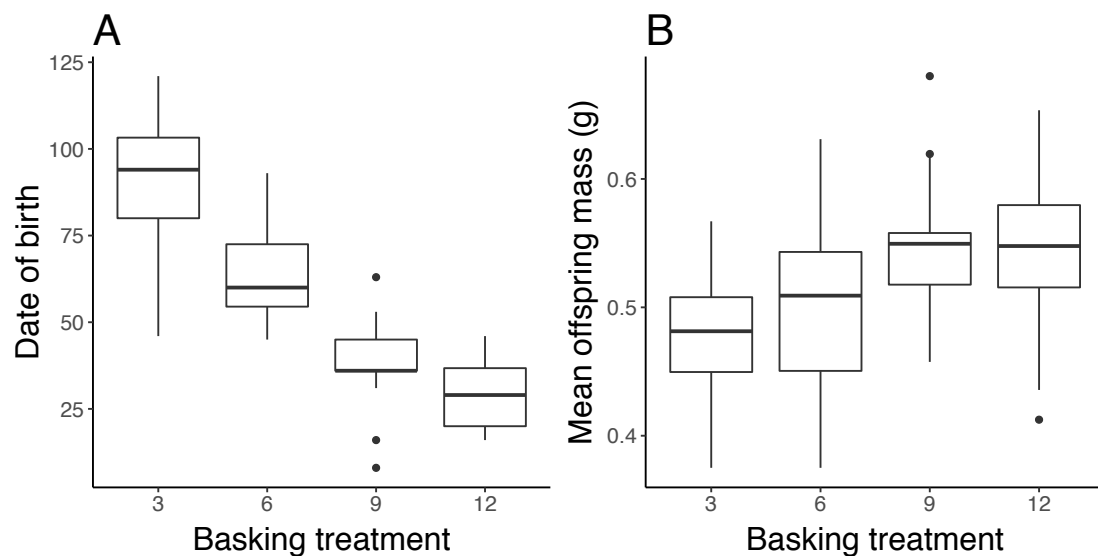 A
Date of birth
125
100
75
50
25
3 6 9 12
Basking treatment
B
Mean offspring mass (g)
0.6
0.5
0.4
3 6 9 12
Basking treatment